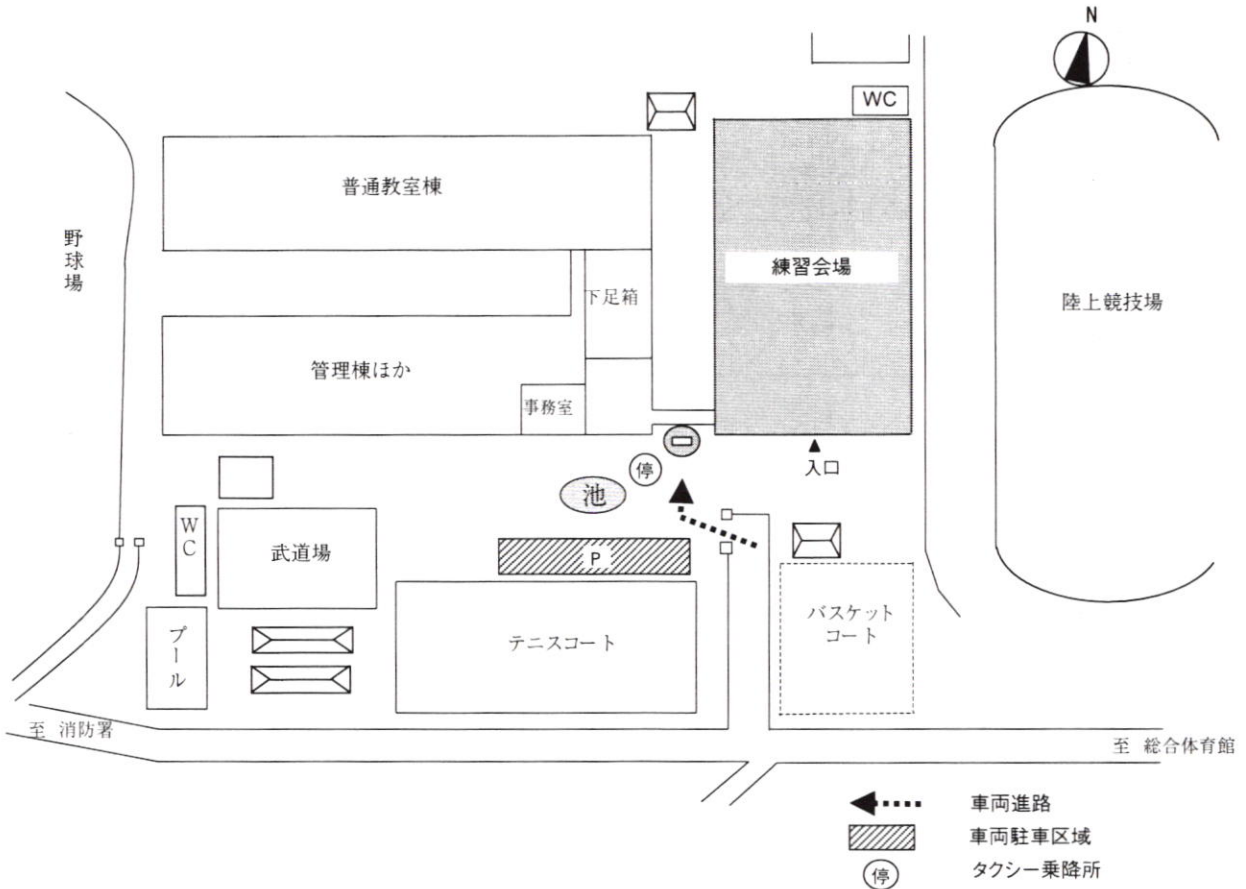 N
WC
普通教室棟
野球場
練習会場
下足箱
陸上競技場
管理棟ほか
事務室
入口
停
池
WC
武道場
P
バスケット
コート
プール
テニスコート
至 消防署
至 総合体育館
車両進路
車両駐車区域
停
タクシー乗降所